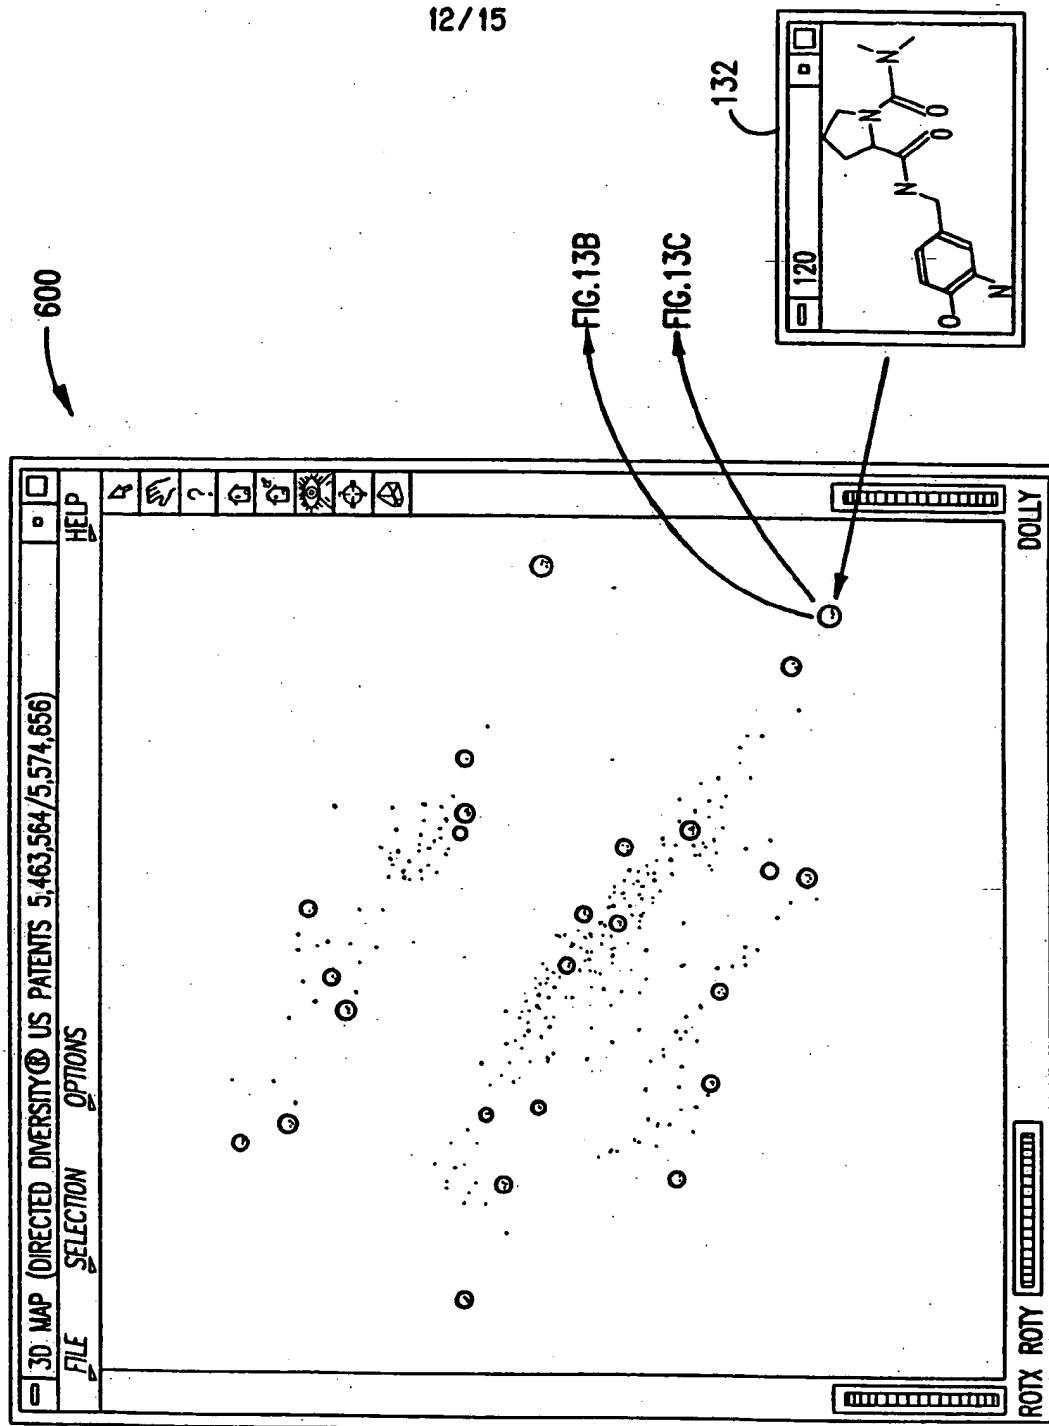 12/15
600
3D MAP (DIRECTED DIVERSITY® US PATENTS 5,463,564/5,574,656)
FILE SELECTION OPTIONS HELP
?
FIG.13B
FIG.13C
132
120
N
O
N
O
N
O
N
ROTX ROTY DOLLY